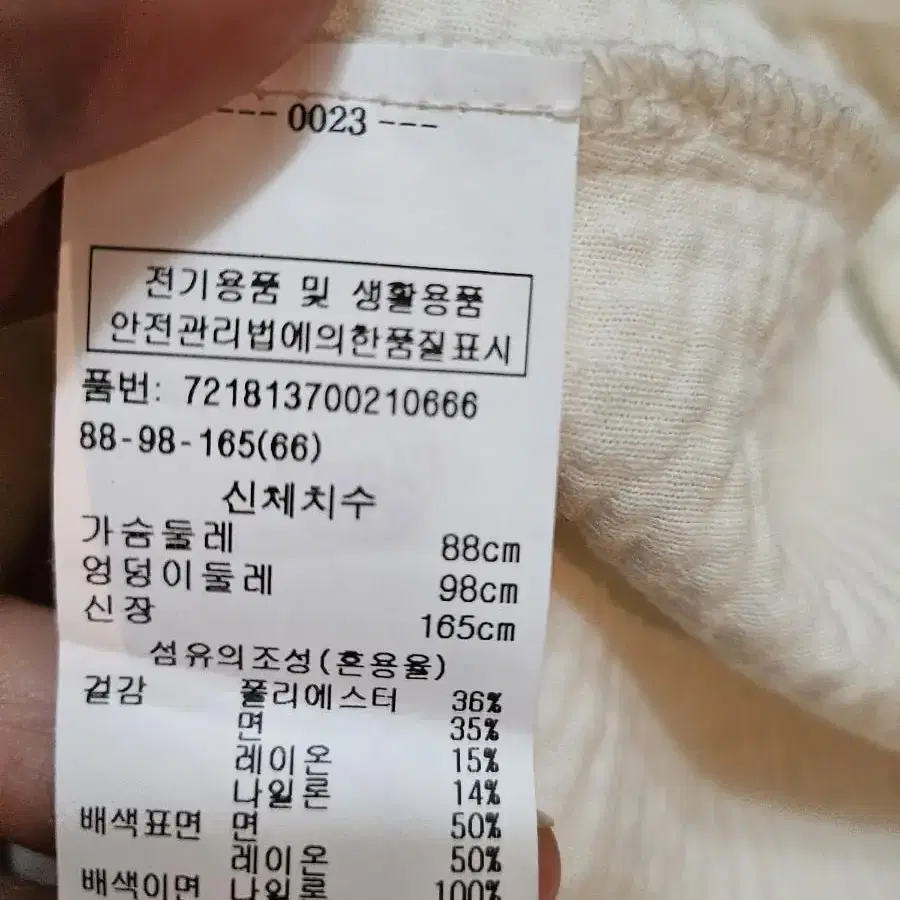 --- 0023 ---
전기용품 및 생활용품
안전관리법에의한품질표시
품번: 721813700210666
88-98-165(66)
신체치수
가슴둘레 88cm
엉덩이둘레 98cm
신장 165cm
섬유의조성(혼용율)
겉감 폴리에스터 36%
면 35%
레이온 15%
나일론 14%
배색표면 면 50%
레이온 50%
배색이면 나일론 100%